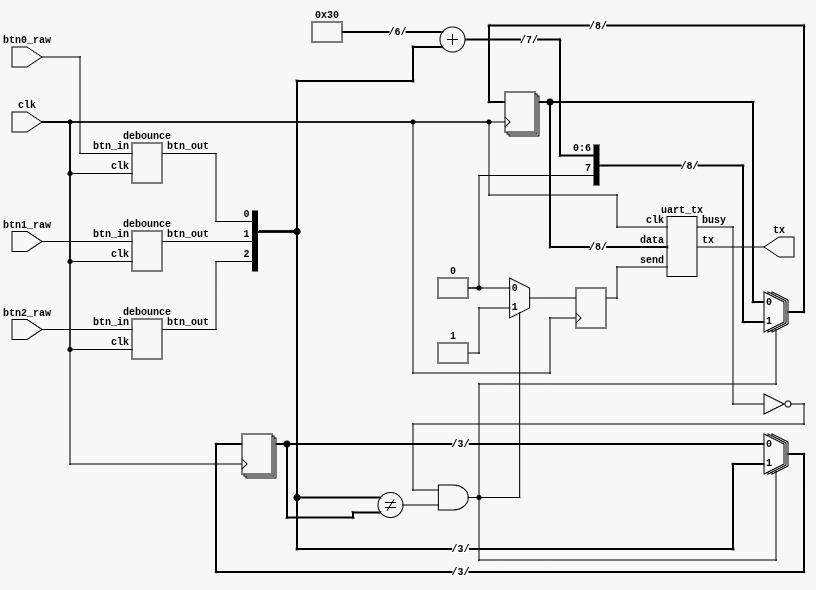 0x30 /6/ + /7/ /8/
btn0_raw
clk
debounce
btn_in btn_out
clk
0:6
7
0
/8/
uart_tx
clk busy
data tx
send
/8/
tx
debounce
btn1_raw btn_in btn_out
clk
0
1
2
debounce
btn2_raw btn_in btn_out
clk
0 0
1 1
0
1
/3/ /3/ 0
1
≠
/3/
/3/